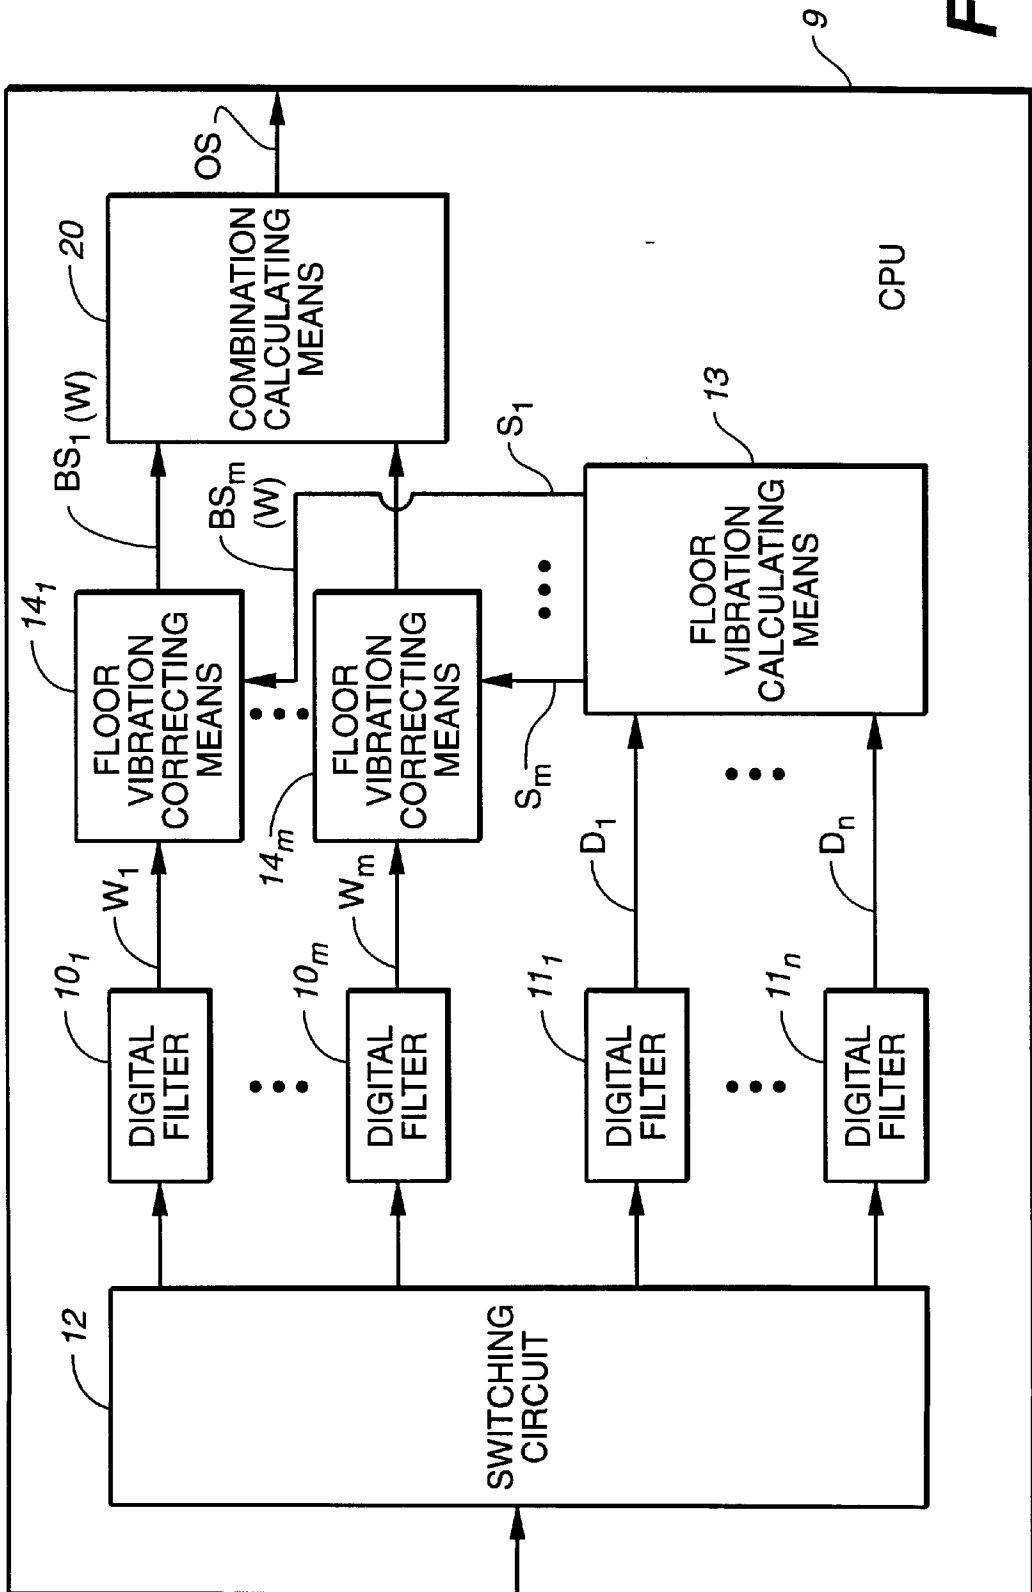 12
SWITCHING
CIRCUIT
10₁
DIGITAL
FILTER
W₁
14₁
FLOOR
VIBRATION
CORRECTING
MEANS
BS₁ (W)
20
COMBINATION
CALCULATING
MEANS
OS
10ₘ
DIGITAL
FILTER
Wₘ
14ₘ
FLOOR
VIBRATION
CORRECTING
MEANS
BSₘ
(W)
11₁
DIGITAL
FILTER
D₁
Sₘ
S₁
13
FLOOR
VIBRATION
CALCULATING
MEANS
11ₙ
DIGITAL
FILTER
Dₙ
CPU
9
F